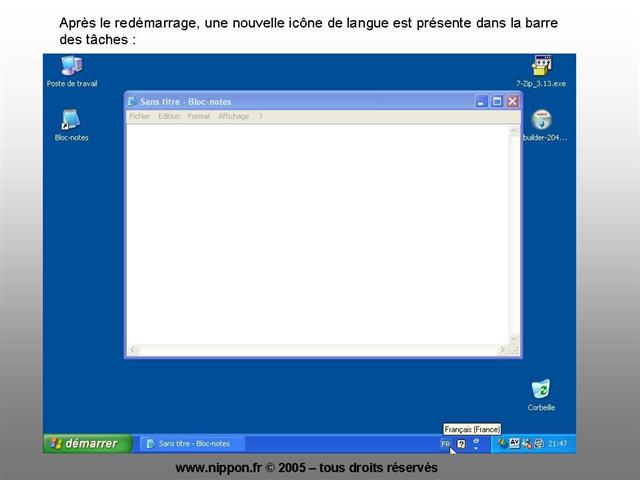 Après le redémarrage, une nouvelle icône de langue est présente dans la barre
des tâches :
Poste de travail
7-Zip_3.13.exe
Sans titre - Bloc-notes
Fichier Edition Format Affichage ?
Bloc-notes
builder-204...
Corbeille
Français (France)
démarrer
Sans titre - Bloc-notes
FR
?
AV
21:47
www.nippon.fr © 2005 – tous droits réservés